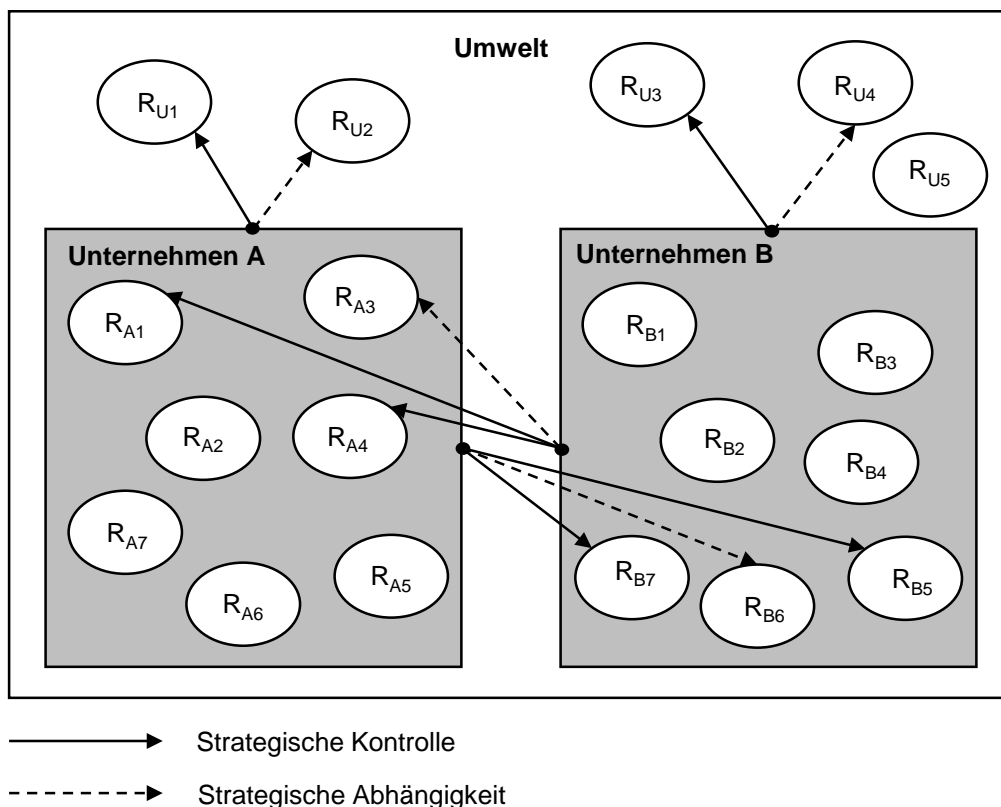 Umwelt
R_U1
R_U2
R_U3
R_U4
R_U5
Unternehmen A
R_A1
R_A3
R_A2
R_A4
R_A7
R_A6
R_A5
Unternehmen B
R_B1
R_B3
R_B2
R_B4
R_B7
R_B6
R_B5
Strategische Kontrolle
Strategische Abhängigkeit